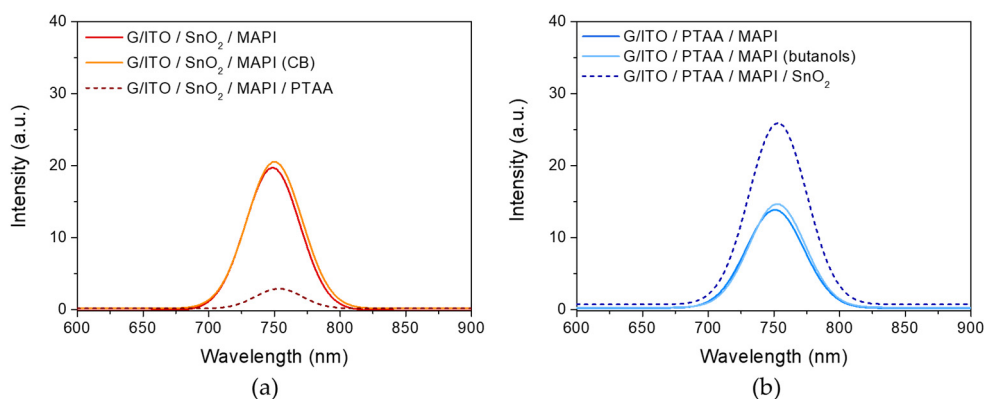 40
30
20
10
0
Intensity (a.u.)
G/ITO / SnO₂ / MAPI
G/ITO / SnO₂ / MAPI (CB)
G/ITO / SnO₂ / MAPI / PTAA
600 650 700 750 800 850 900
Wavelength (nm)
(a)
40
30
20
10
0
Intensity (a.u.)
G/ITO / PTAA / MAPI
G/ITO / PTAA / MAPI (butanols)
G/ITO / PTAA / MAPI / SnO₂
600 650 700 750 800 850 900
Wavelength (nm)
(b)